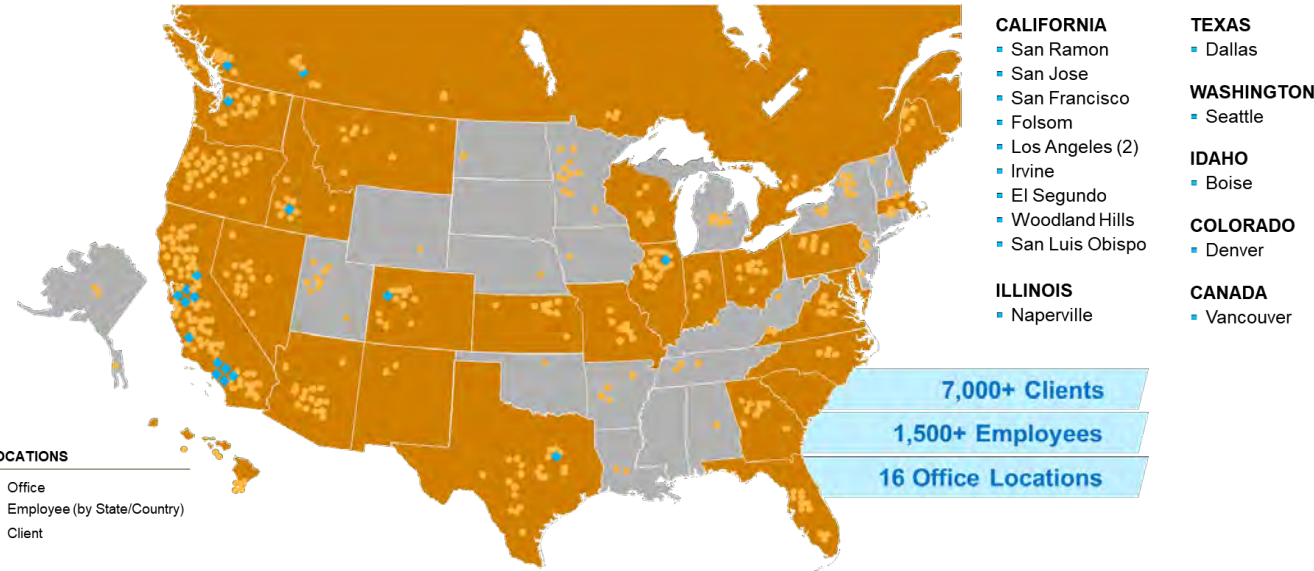 CALIFORNIA
San Ramon
San Jose
San Francisco
Folsom
Los Angeles (2)
Irvine
El Segundo
Woodland Hills
San Luis Obispo
ILLINOIS
Naperville
TEXAS
Dallas
WASHINGTON
Seattle
IDAHO
Boise
COLORADO
Denver
CANADA
Vancouver
7,000+ Clients
1,500+ Employees
16 Office Locations
OCATIONS
Office
Employee (by State/Country)
Client